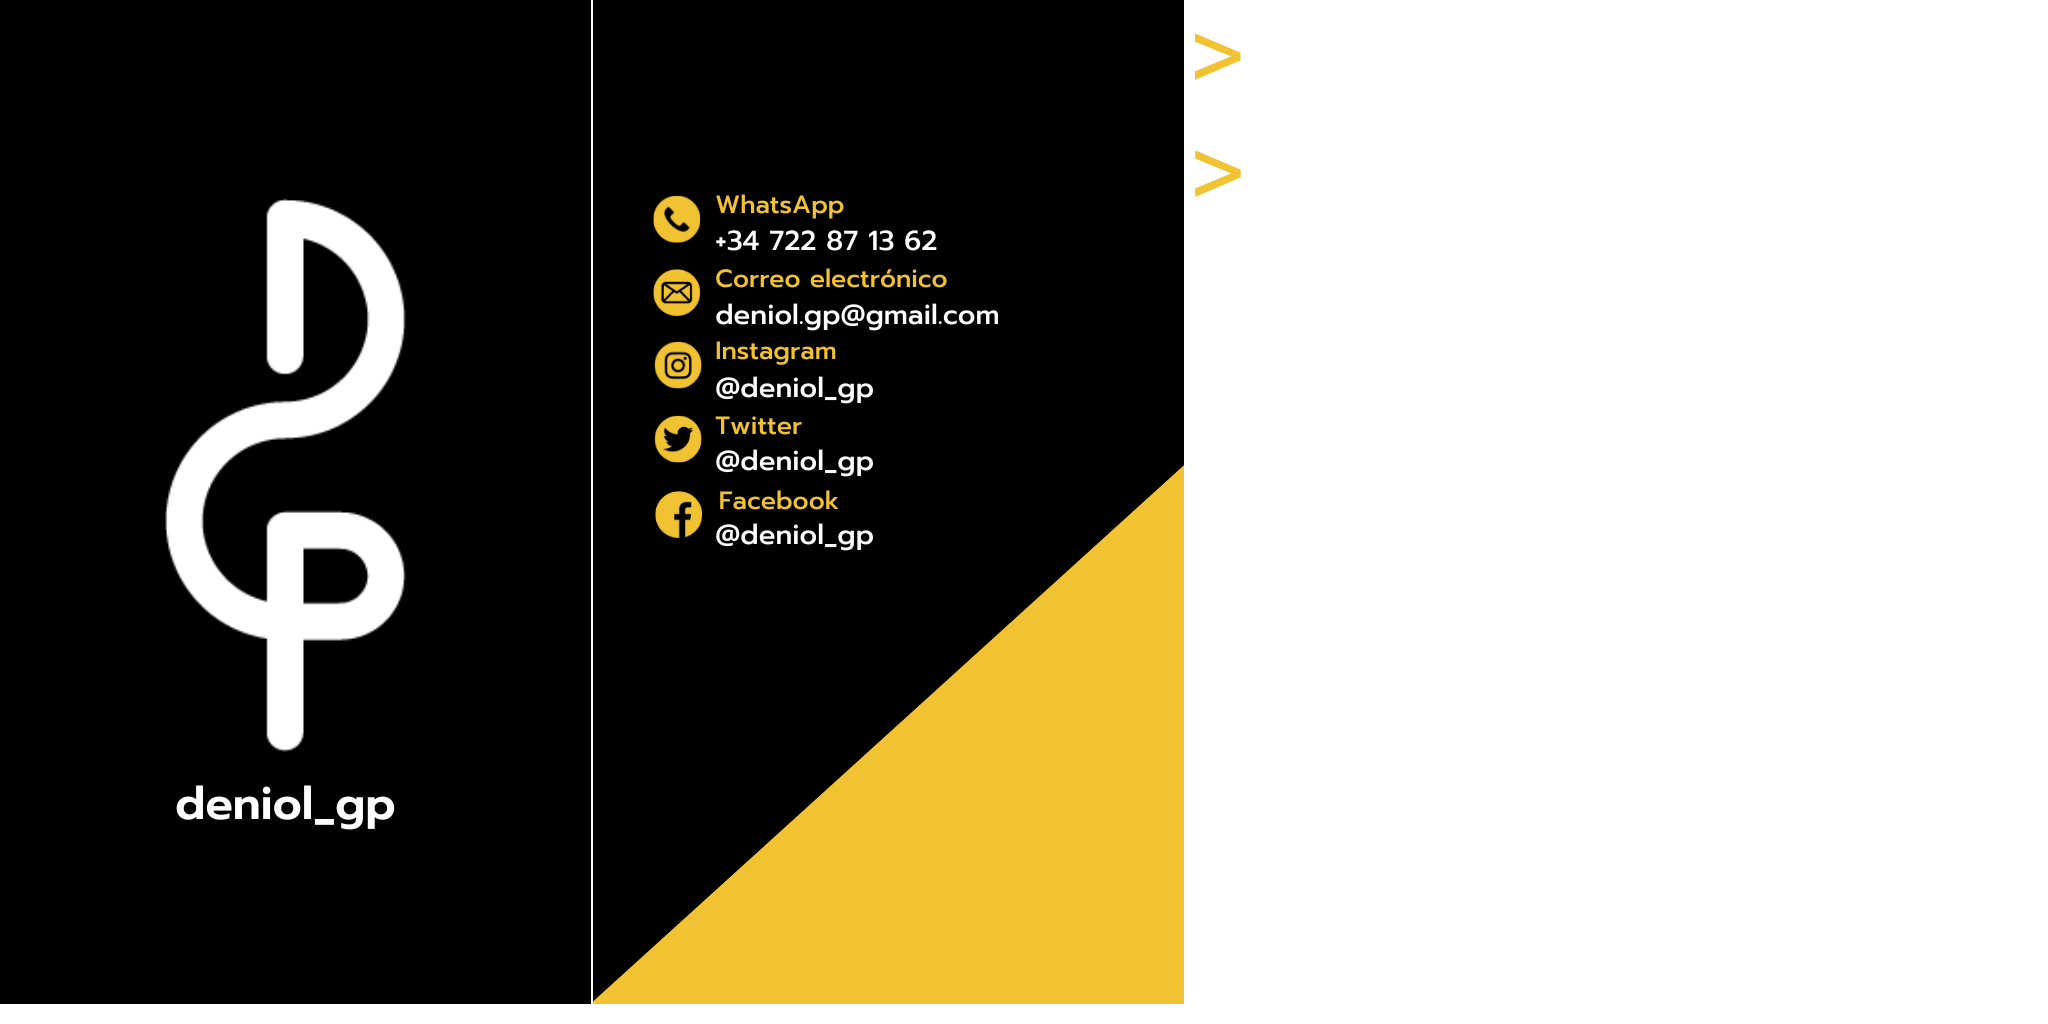 deniol_gp
WhatsApp
+34 722 87 13 62
Correo electrónico
deniol.gp@gmail.com
Instagram
@deniol_gp
Twitter
@deniol_gp
Facebook
@deniol_gp
>
>